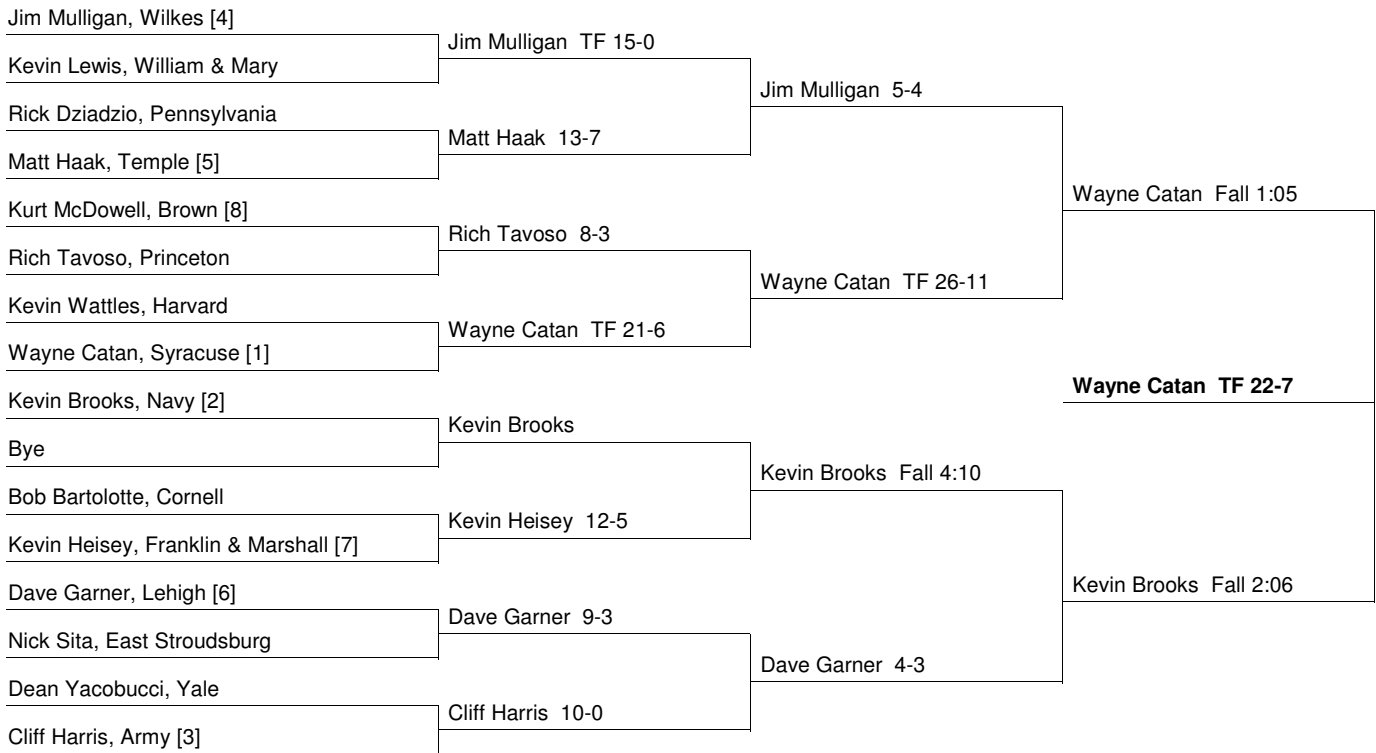 Jim Mulligan, Wilkes [4]
Kevin Lewis, William & Mary
Rick Dziadzio, Pennsylvania
Matt Haak, Temple [5]
Kurt McDowell, Brown [8]
Rich Tavoso, Princeton
Kevin Wattles, Harvard
Wayne Catan, Syracuse [1]
Kevin Brooks, Navy [2]
Bye
Bob Bartolotte, Cornell
Kevin Heisey, Franklin & Marshall [7]
Dave Garner, Lehigh [6]
Nick Sita, East Stroudsburg
Dean Yacobucci, Yale
Cliff Harris, Army [3]
Jim Mulligan TF 15-0
Matt Haak 13-7
Rich Tavoso 8-3
Wayne Catan TF 21-6
Kevin Brooks
Kevin Heisey 12-5
Dave Garner 9-3
Cliff Harris 10-0
Jim Mulligan 5-4
Wayne Catan TF 26-11
Kevin Brooks Fall 4:10
Dave Garner 4-3
Wayne Catan Fall 1:05
Kevin Brooks Fall 2:06
Wayne Catan TF 22-7